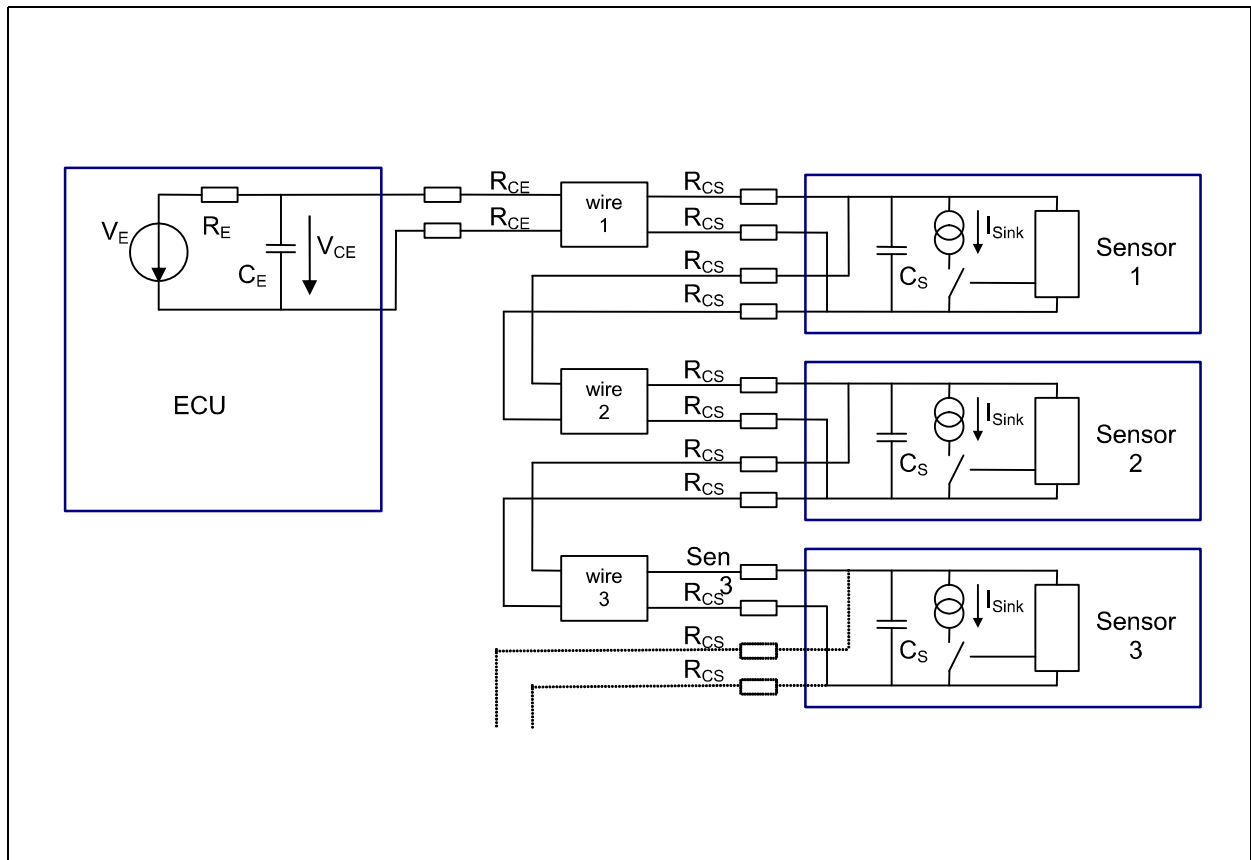 V_E
R_E
C_E
V_CE
ECU
R_CE
R_CE
wire
1
R_CS
R_CS
R_CS
R_CS
C_S
I_Sink
Sensor
1
wire
2
R_CS
R_CS
R_CS
R_CS
C_S
I_Sink
Sensor
2
wire
3
Sen
3
R_CS
R_CS
R_CS
C_S
I_Sink
Sensor
3